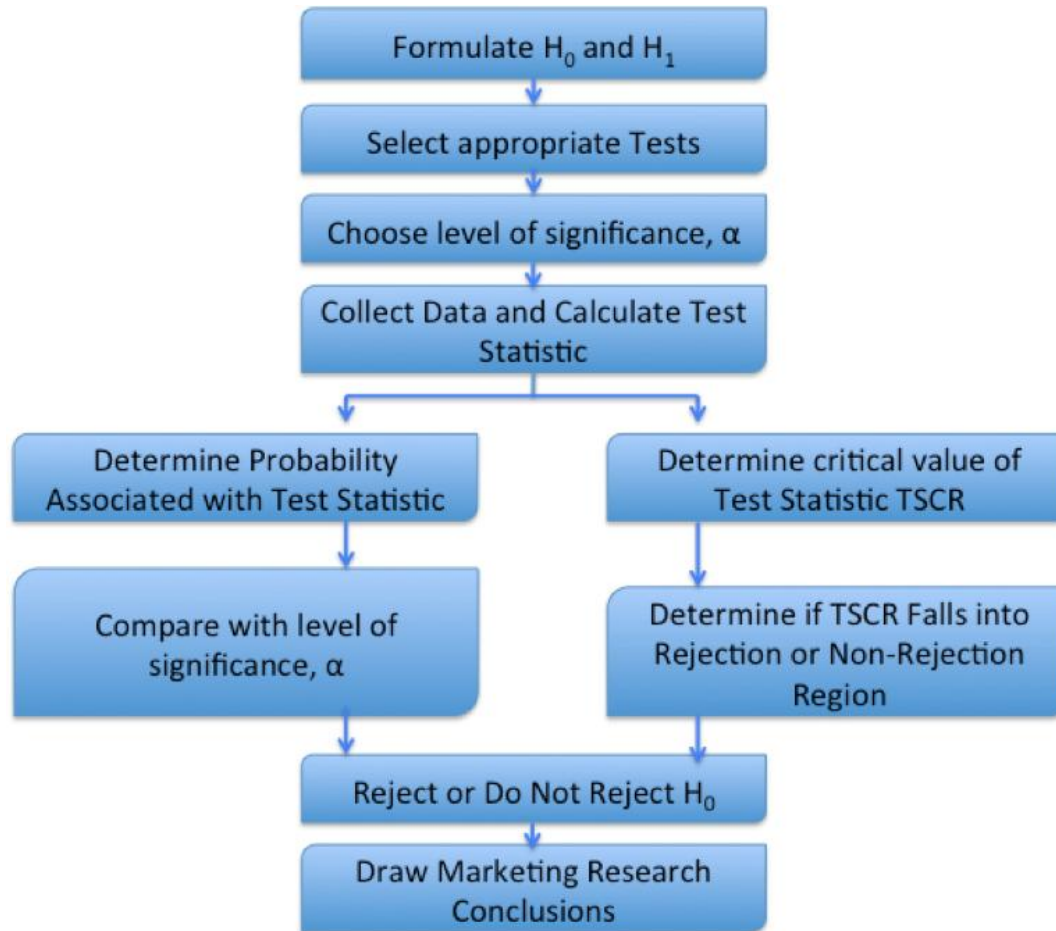 Formulate H₀ and H₁
Select appropriate Tests
Choose level of significance, α
Collect Data and Calculate Test
Statistic
Determine Probability
Associated with Test Statistic
Determine critical value of
Test Statistic TSCR
Compare with level of
significance, α
Determine if TSCR Falls into
Rejection or Non-Rejection
Region
Reject or Do Not Reject H₀
Draw Marketing Research
Conclusions